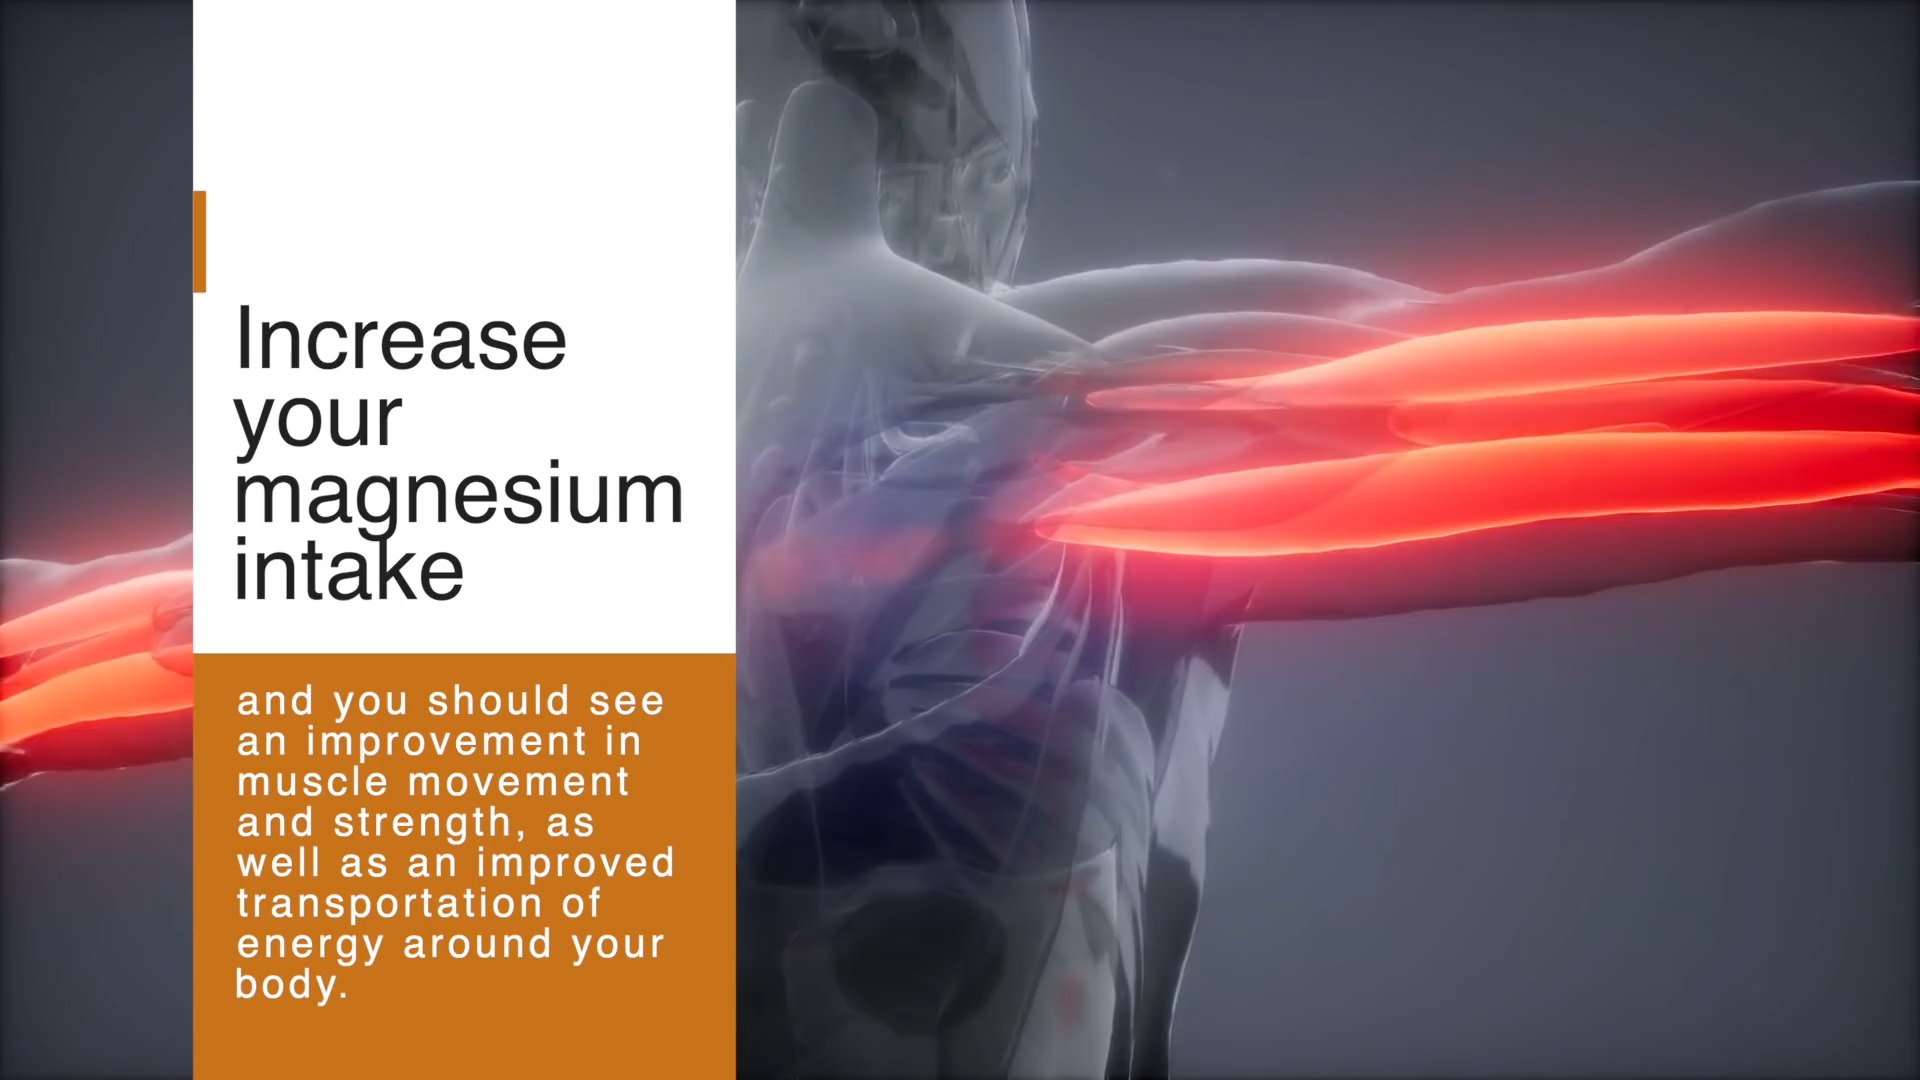 Increase
your
magnesium
intake
and you should see
an improvement in
muscle movement
and strength, as
well as an improved
transportation of
energy around your
body.